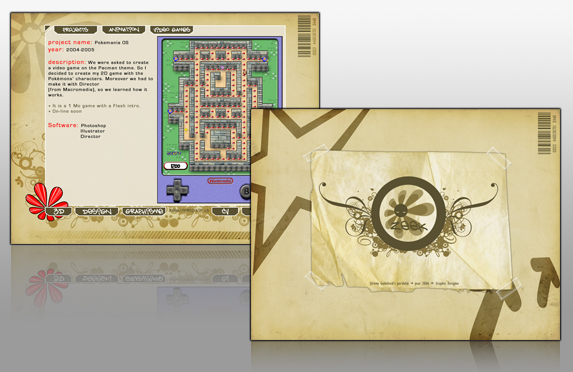 PROJECTS ANIMATION VIDEO GAMES
project name: Pokemania OS
year: 2004-2005
description: We were asked to create
a video game on the Pacman theme. So I
decided to create my 2D game with the
Pokémons' characters. Moreover we had to
make it with Director
(from Macromedia), so we learned how it
works.
+ It is a 1 Mo game with a Flash intro.
+ On-line soon
Software: Photoshop
Illustrator
Director
Nintendo
3D DESIGN GRAPHISME CV